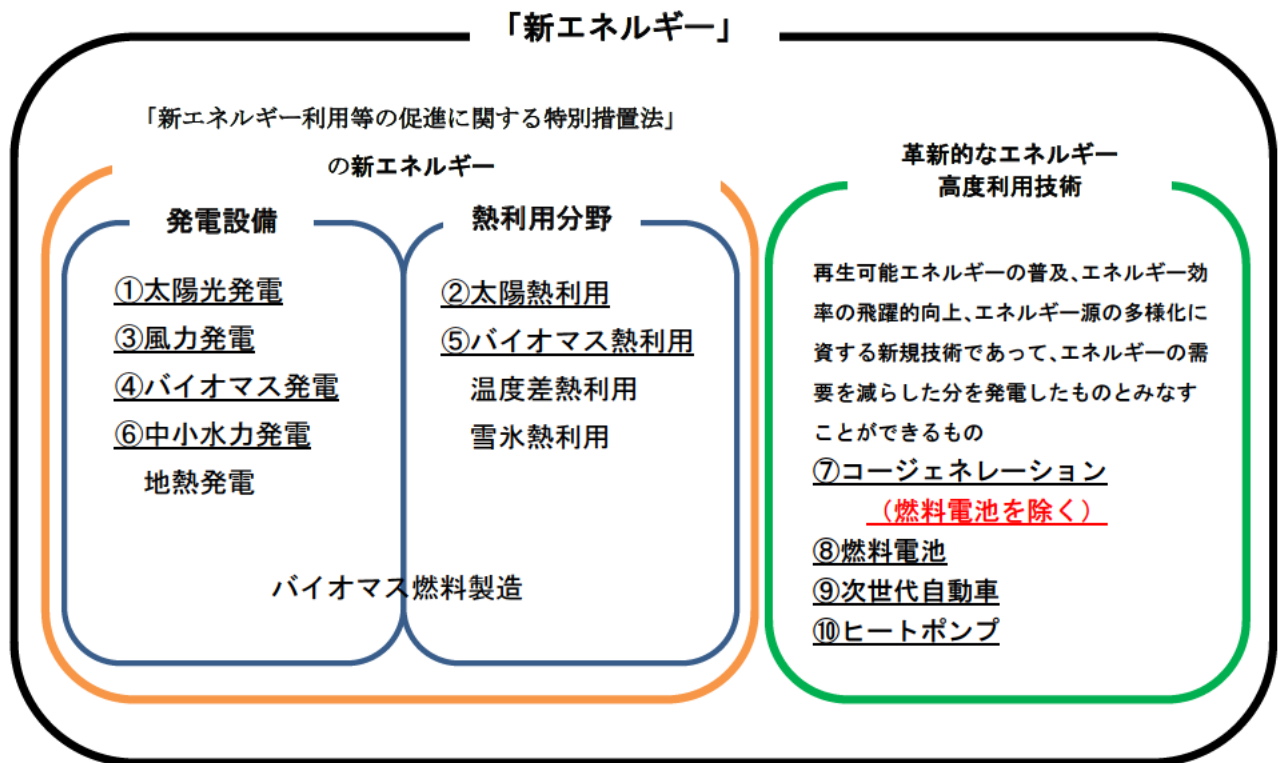 「新エネルギー」
「新エネルギー利用等の促進に関する特別措置法」
の新エネルギー
発電設備
①太陽光発電
③風力発電
④バイオマス発電
⑥中小水力発電
地熱発電
熱利用分野
②太陽熱利用
⑤バイオマス熱利用
温度差熱利用
雪氷熱利用
バイオマス燃料製造
革新的なエネルギー
高度利用技術
再生可能エネルギーの普及、エネルギー効
率の飛躍的向上、エネルギー源の多様化に
資する新規技術であって、エネルギーの需
要を減らした分を発電したものとみなす
ことができるもの
⑦コージェネレーション
（燃料電池を除く）
⑧燃料電池
⑨次世代自動車
⑩ヒートポンプ